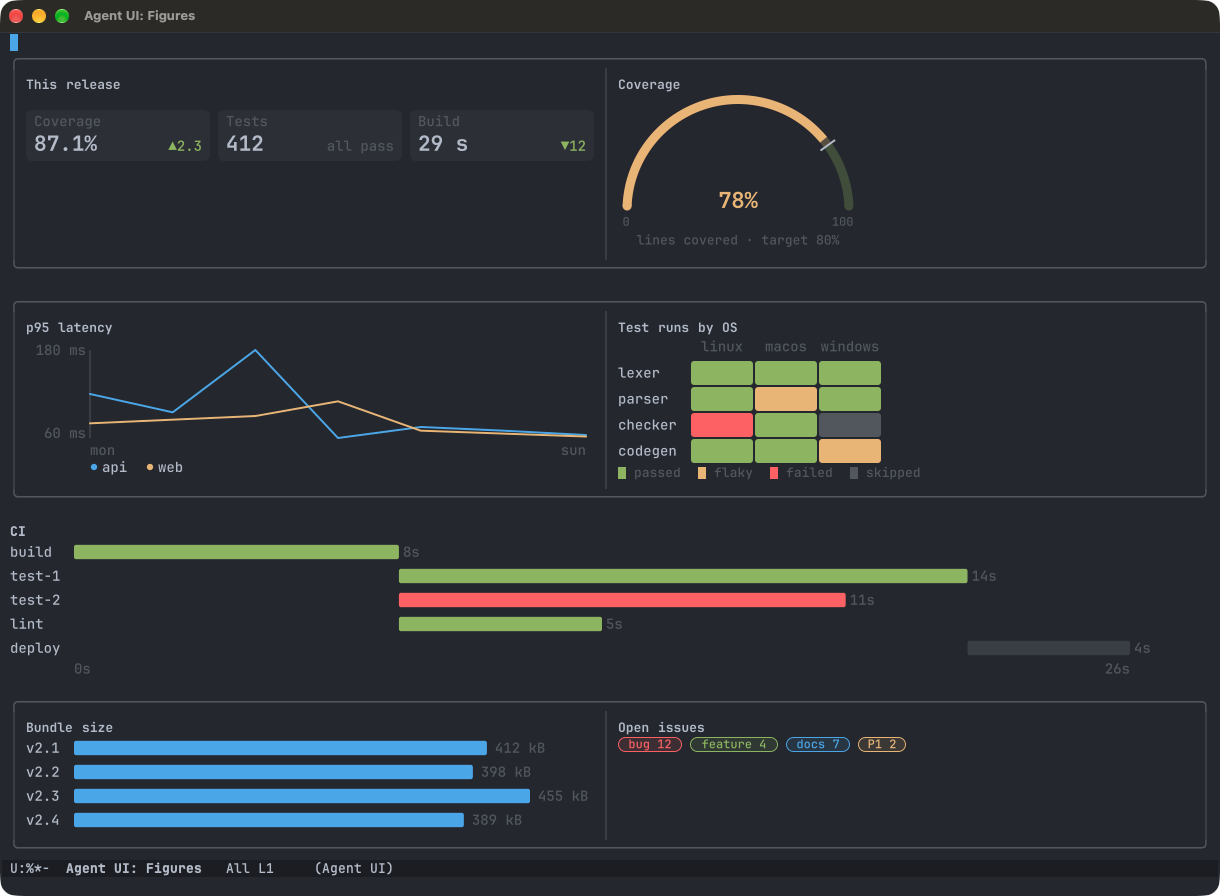 Agent UI: Figures
This release
Coverage
87.1% ▲2.3
Tests
412 all pass
Build
29 s ▼12
Coverage
78%
0 100
lines covered · target 80%
p95 latency
180 ms
60 ms
mon sun
api web
Test runs by OS
linux macos windows
lexer
parser
checker
codegen
passed flaky failed skipped
CI
build 8s
test-1 14s
test-2 11s
lint 5s
deploy 4s
0s 26s
Bundle size
v2.1 412 kB
v2.2 398 kB
v2.3 455 kB
v2.4 389 kB
Open issues
bug 12 feature 4 docs 7 P1 2
U:%*- Agent UI: Figures All L1 (Agent UI)